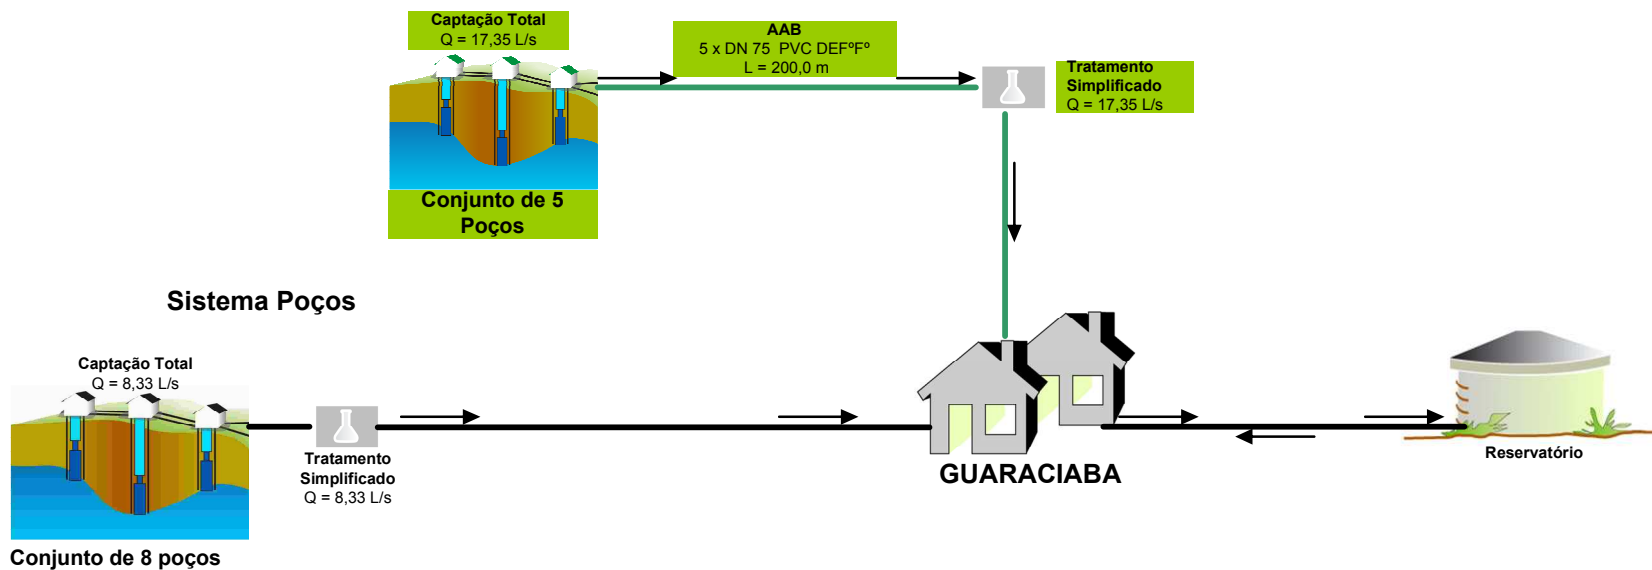 Captação Total
Q = 17,35 L/s
AAB
5 x DN 75  PVC DEFºFº
L = 200,0 m
Tratamento
Simplificado
Q = 17,35 L/s
Conjunto de 5
Poços
Sistema Poços
Captação Total
Q = 8,33 L/s
Tratamento
Simplificado
Q = 8,33 L/s
GUARACIABA
Reservatório
Conjunto de 8 poços